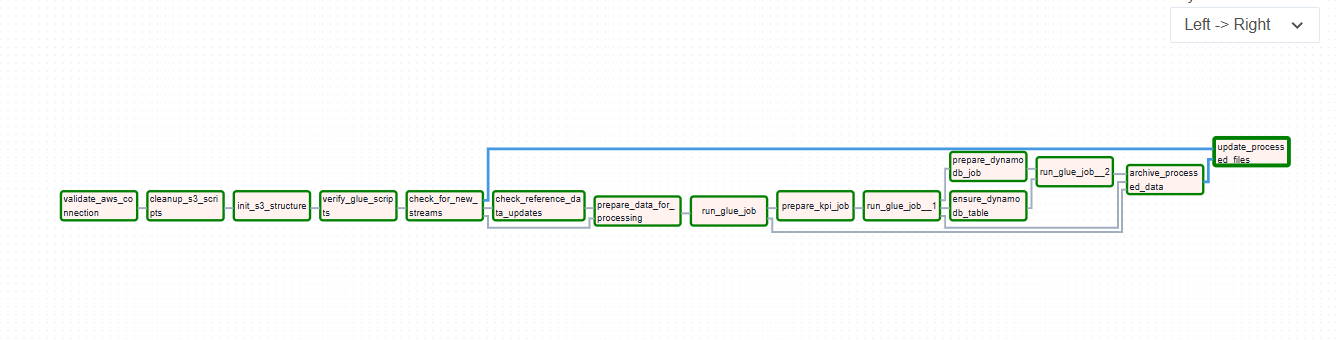 Left -> Right
update_process
ed_files
prepare_dynamo
db_job
run_glue_job__2
archive_process
ed_data
validate_aws_co
nnection
cleanup_s3_scri
pts
init_s3_structure
verify_glue_scrip
ts
check_for_new_
streams
check_reference_da
ta_updates
prepare_data_for_
processing
run_glue_job
prepare_kpi_job
run_glue_job__1
ensure_dynamo
db_table